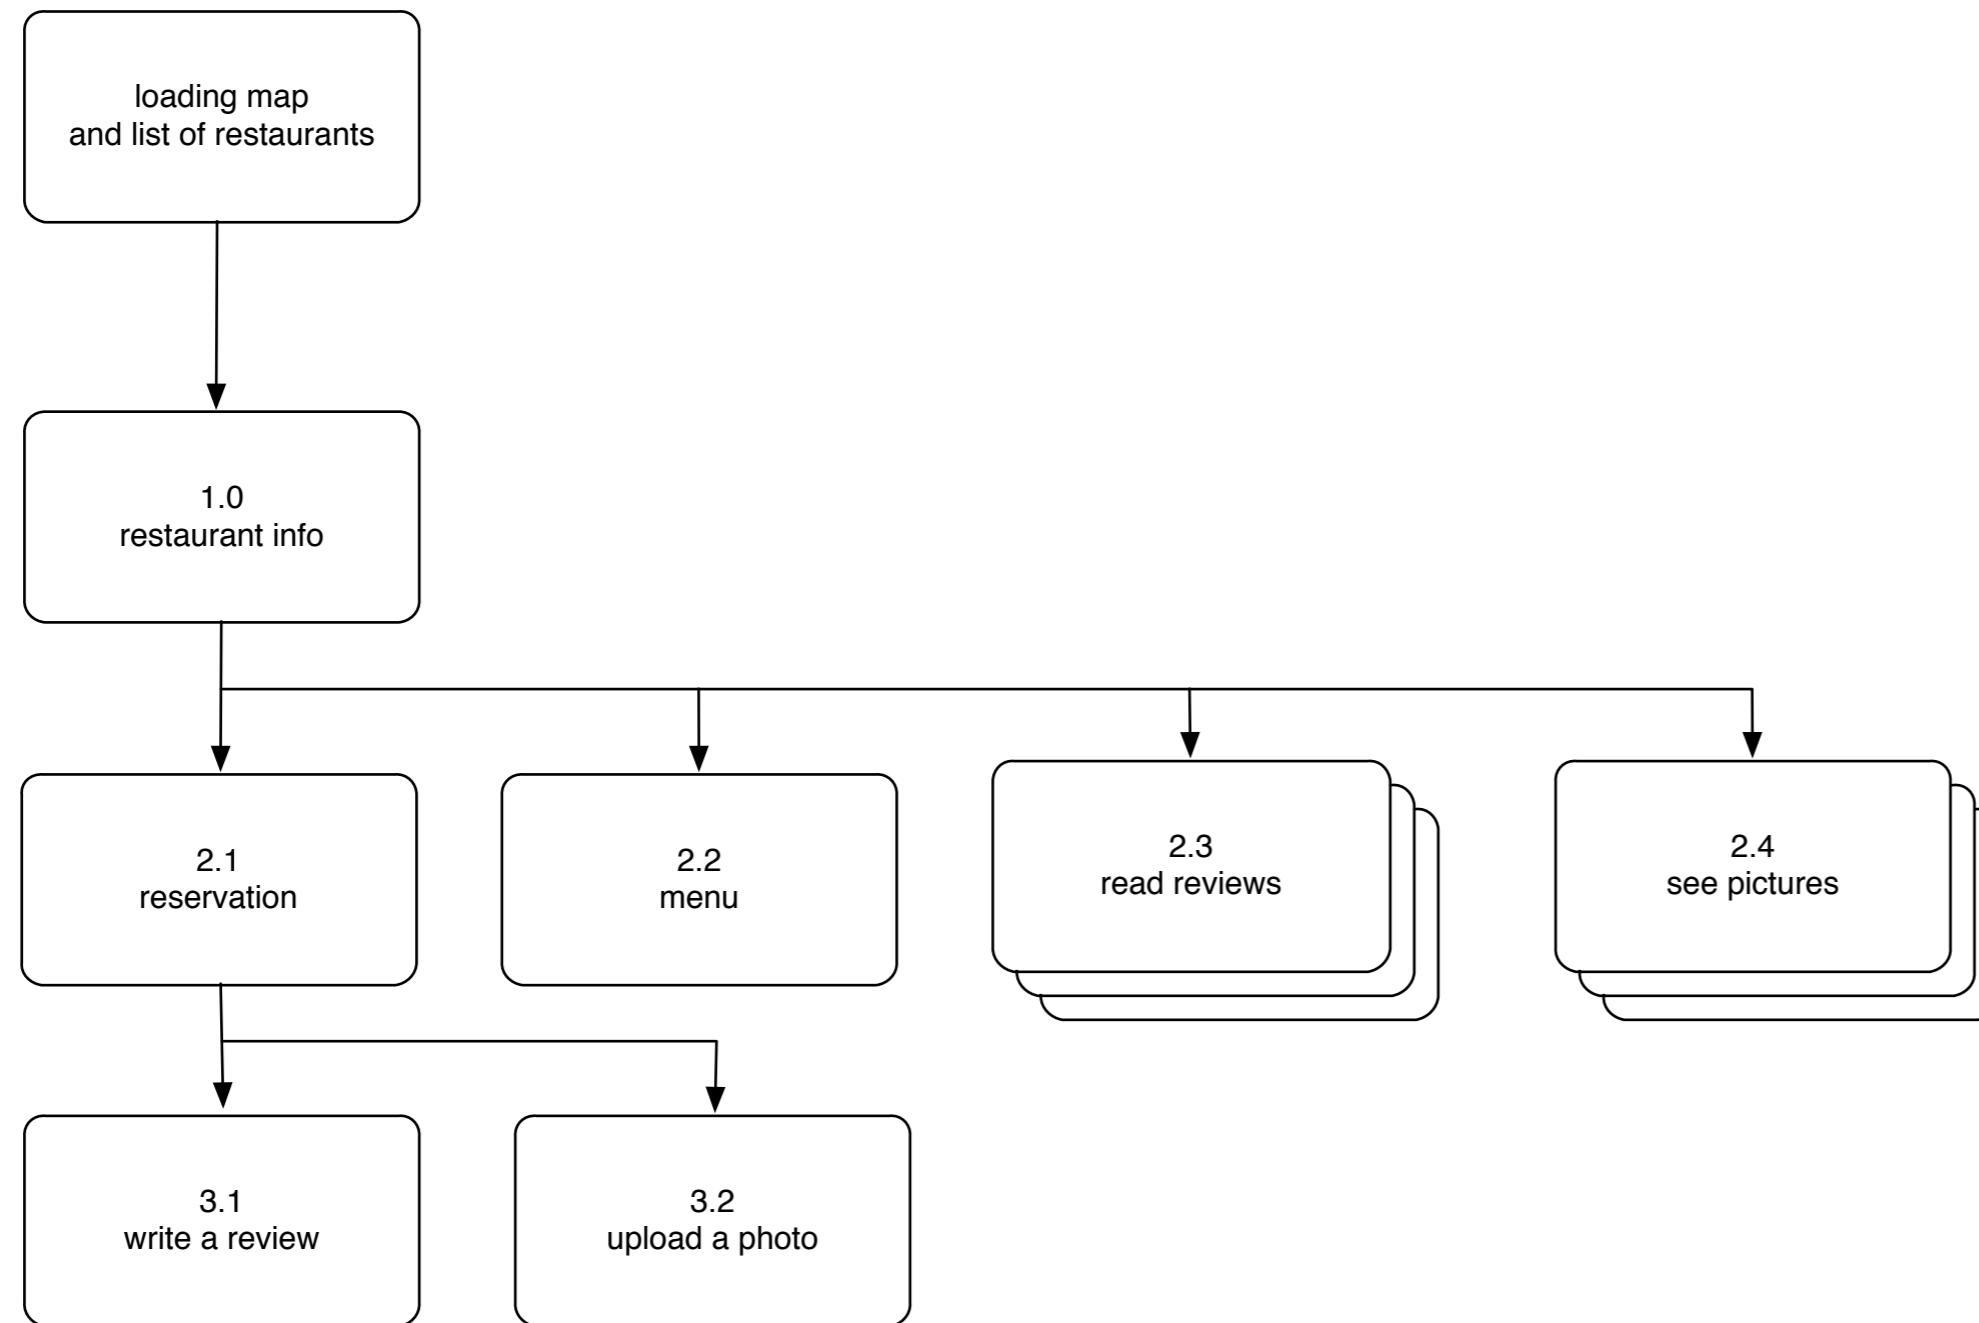 loading map
and list of restaurants
1.0
restaurant info
2.1
reservation
2.2
menu
2.3
read reviews
2.4
see pictures
3.1
write a review
3.2
upload a photo